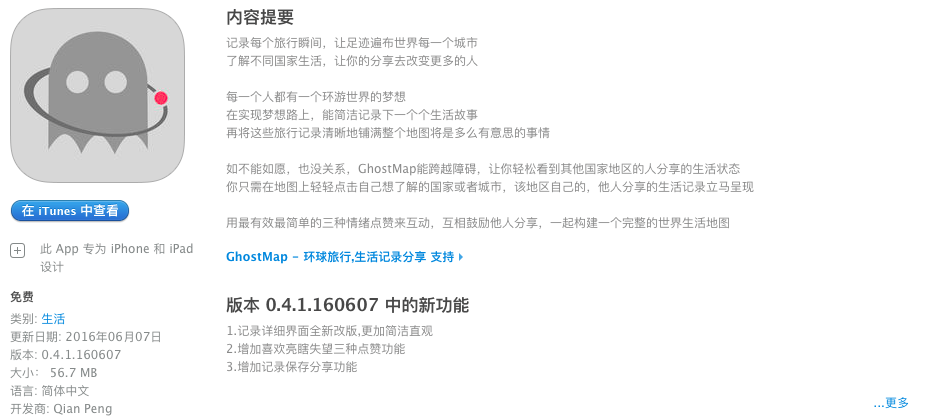 内容提要
记录每个旅行瞬间，让足迹遍布世界每一个城市
了解不同国家生活，让你的分享去改变更多的人
每一个人都有一个环游世界的梦想
在实现梦想路上，能简洁记录下一个个生活故事
再将这些旅行记录清晰地铺满整个地图将是多么有意思的事情
如不能如愿，也没关系，GhostMap能跨越障碍，让你轻松看到其他国家地区的人分享的生活状态
你只需在地图上轻轻点击自己想了解的国家或者城市，该地区自己的，他人分享的生活记录立马呈现
用最有效最简单的三种情绪点赞来互动，互相鼓励他人分享，一起构建一个完整的世界生活地图
GhostMap - 环球旅行,生活记录分享 支持
版本 0.4.1.160607 中的新功能
1.记录详细界面全新改版,更加简洁直观
2.增加喜欢亮瞎失望三种点赞功能
3.增加记录保存分享功能
...更多
在 iTunes 中查看
此 App 专为 iPhone 和 iPad
设计
免费
类别: 生活
更新日期: 2016年06月07日
版本: 0.4.1.160607
大小： 56.7 MB
语言: 简体中文
开发商: Qian Peng